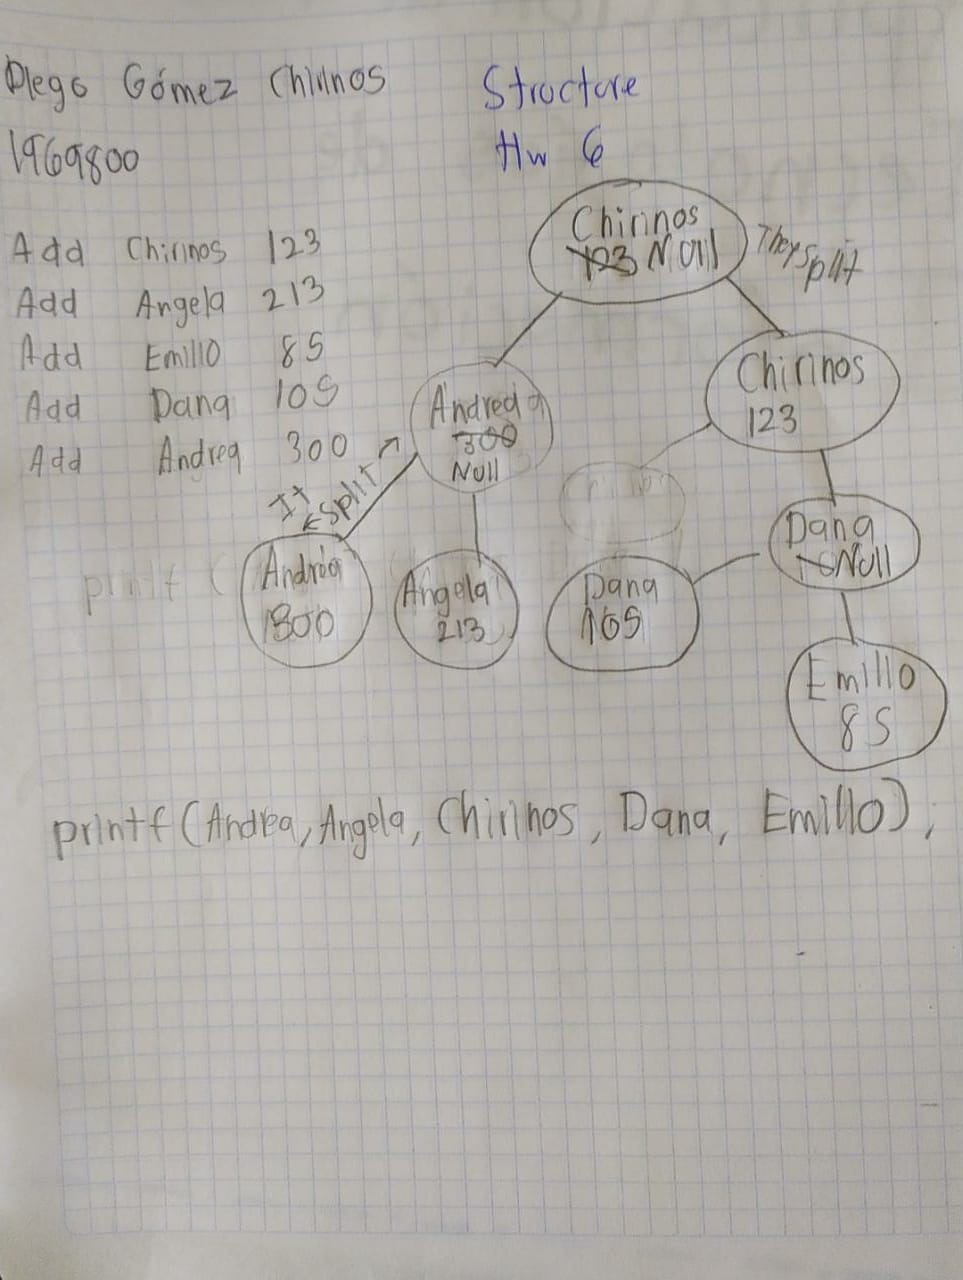 Diego Gómez Chirinos
1969800
Structure
Hw 6
Add Chirinos 123
Add Angela 213
Add Emilio 85
Add Dana 105
Add Andrea 300
Chirinos
123 Null
They split
Andrea
300
Null
It
split
Chirinos
123
Andrea
300
Angela
213
Dana
105
Dana
Null
Emilio
85
printf(
printf(Andrea, Angela, Chirinos, Dana, Emilio);